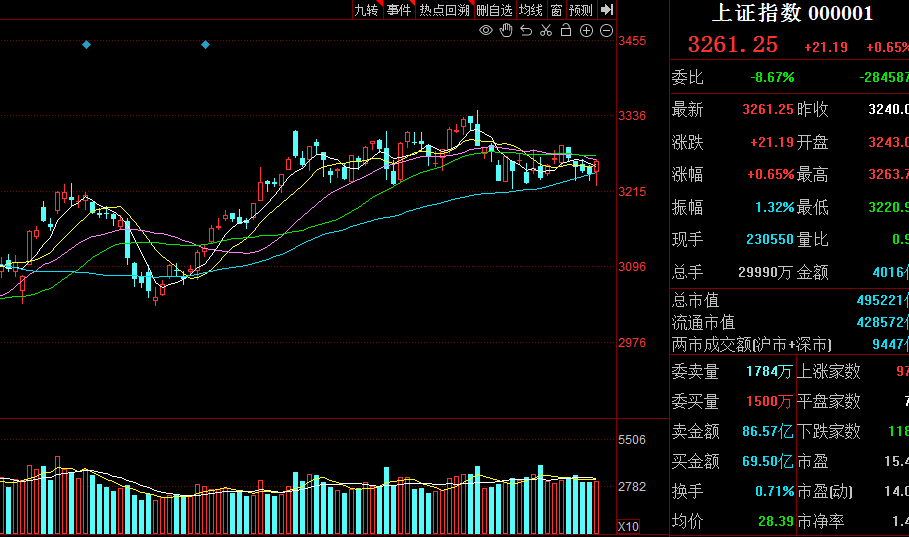 九转 事件 热点回溯 删自选 均线 窗 预测
3455
3336
3215
3096
2976
5506
2782
X10
上证指数 000001
3261.25 +21.19 +0.65%
委比 -8.67% -284587
最新 3261.25 昨收 3240.0
涨跌 +21.19 开盘 3243.0
涨幅 +0.65% 最高 3263.7
振幅 1.32% 最低 3220.9
现手 230550 量比 0.9
总手 29990万 金额 4016亿
总市值 495221亿
流通市值 428572亿
两市成交额(沪市+深市) 9447亿
委卖量 1784万 上涨家数 97
委买量 1500万 平盘家数 7
卖金额 86.57亿 下跌家数 118
买金额 69.50亿 市盈 15.4
换手 0.71% 市盈(动) 14.0
均价 28.39 市净率 1.4